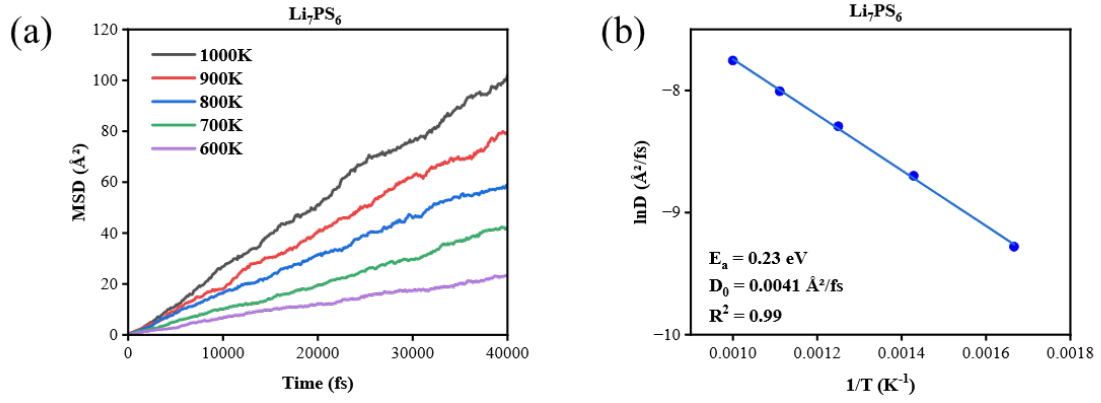 (a)
Li₇PS₆
120
100
80
60
40
20
0
MSD (Å²)
1000K
900K
800K
700K
600K
0 10000 20000 30000 40000
Time (fs)
(b)
Li₇PS₆
−8
−9
−10
lnD (Å²/fs)
Eₐ = 0.23 eV
D₀ = 0.0041 Å²/fs
R² = 0.99
0.0010 0.0012 0.0014 0.0016 0.0018
1/T (K⁻¹)